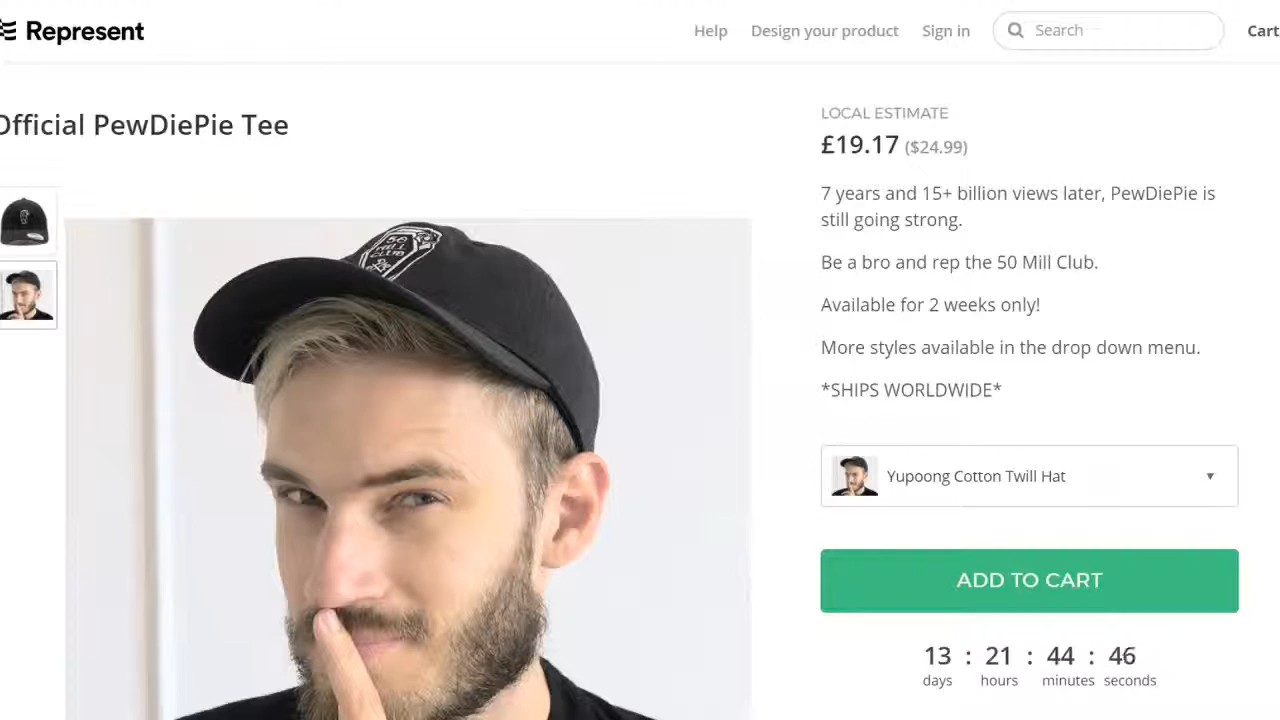 Represent
Help
Design your product
Sign in
Search
Cart
Official PewDiePie Tee
LOCAL ESTIMATE
£19.17 ($24.99)
7 years and 15+ billion views later, PewDiePie is
still going strong.
Be a bro and rep the 50 Mill Club.
Available for 2 weeks only!
More styles available in the drop down menu.
*SHIPS WORLDWIDE*
50
MILL
CLUB
Yupoong Cotton Twill Hat
ADD TO CART
13 : 21 : 44 : 46
days hours minutes seconds